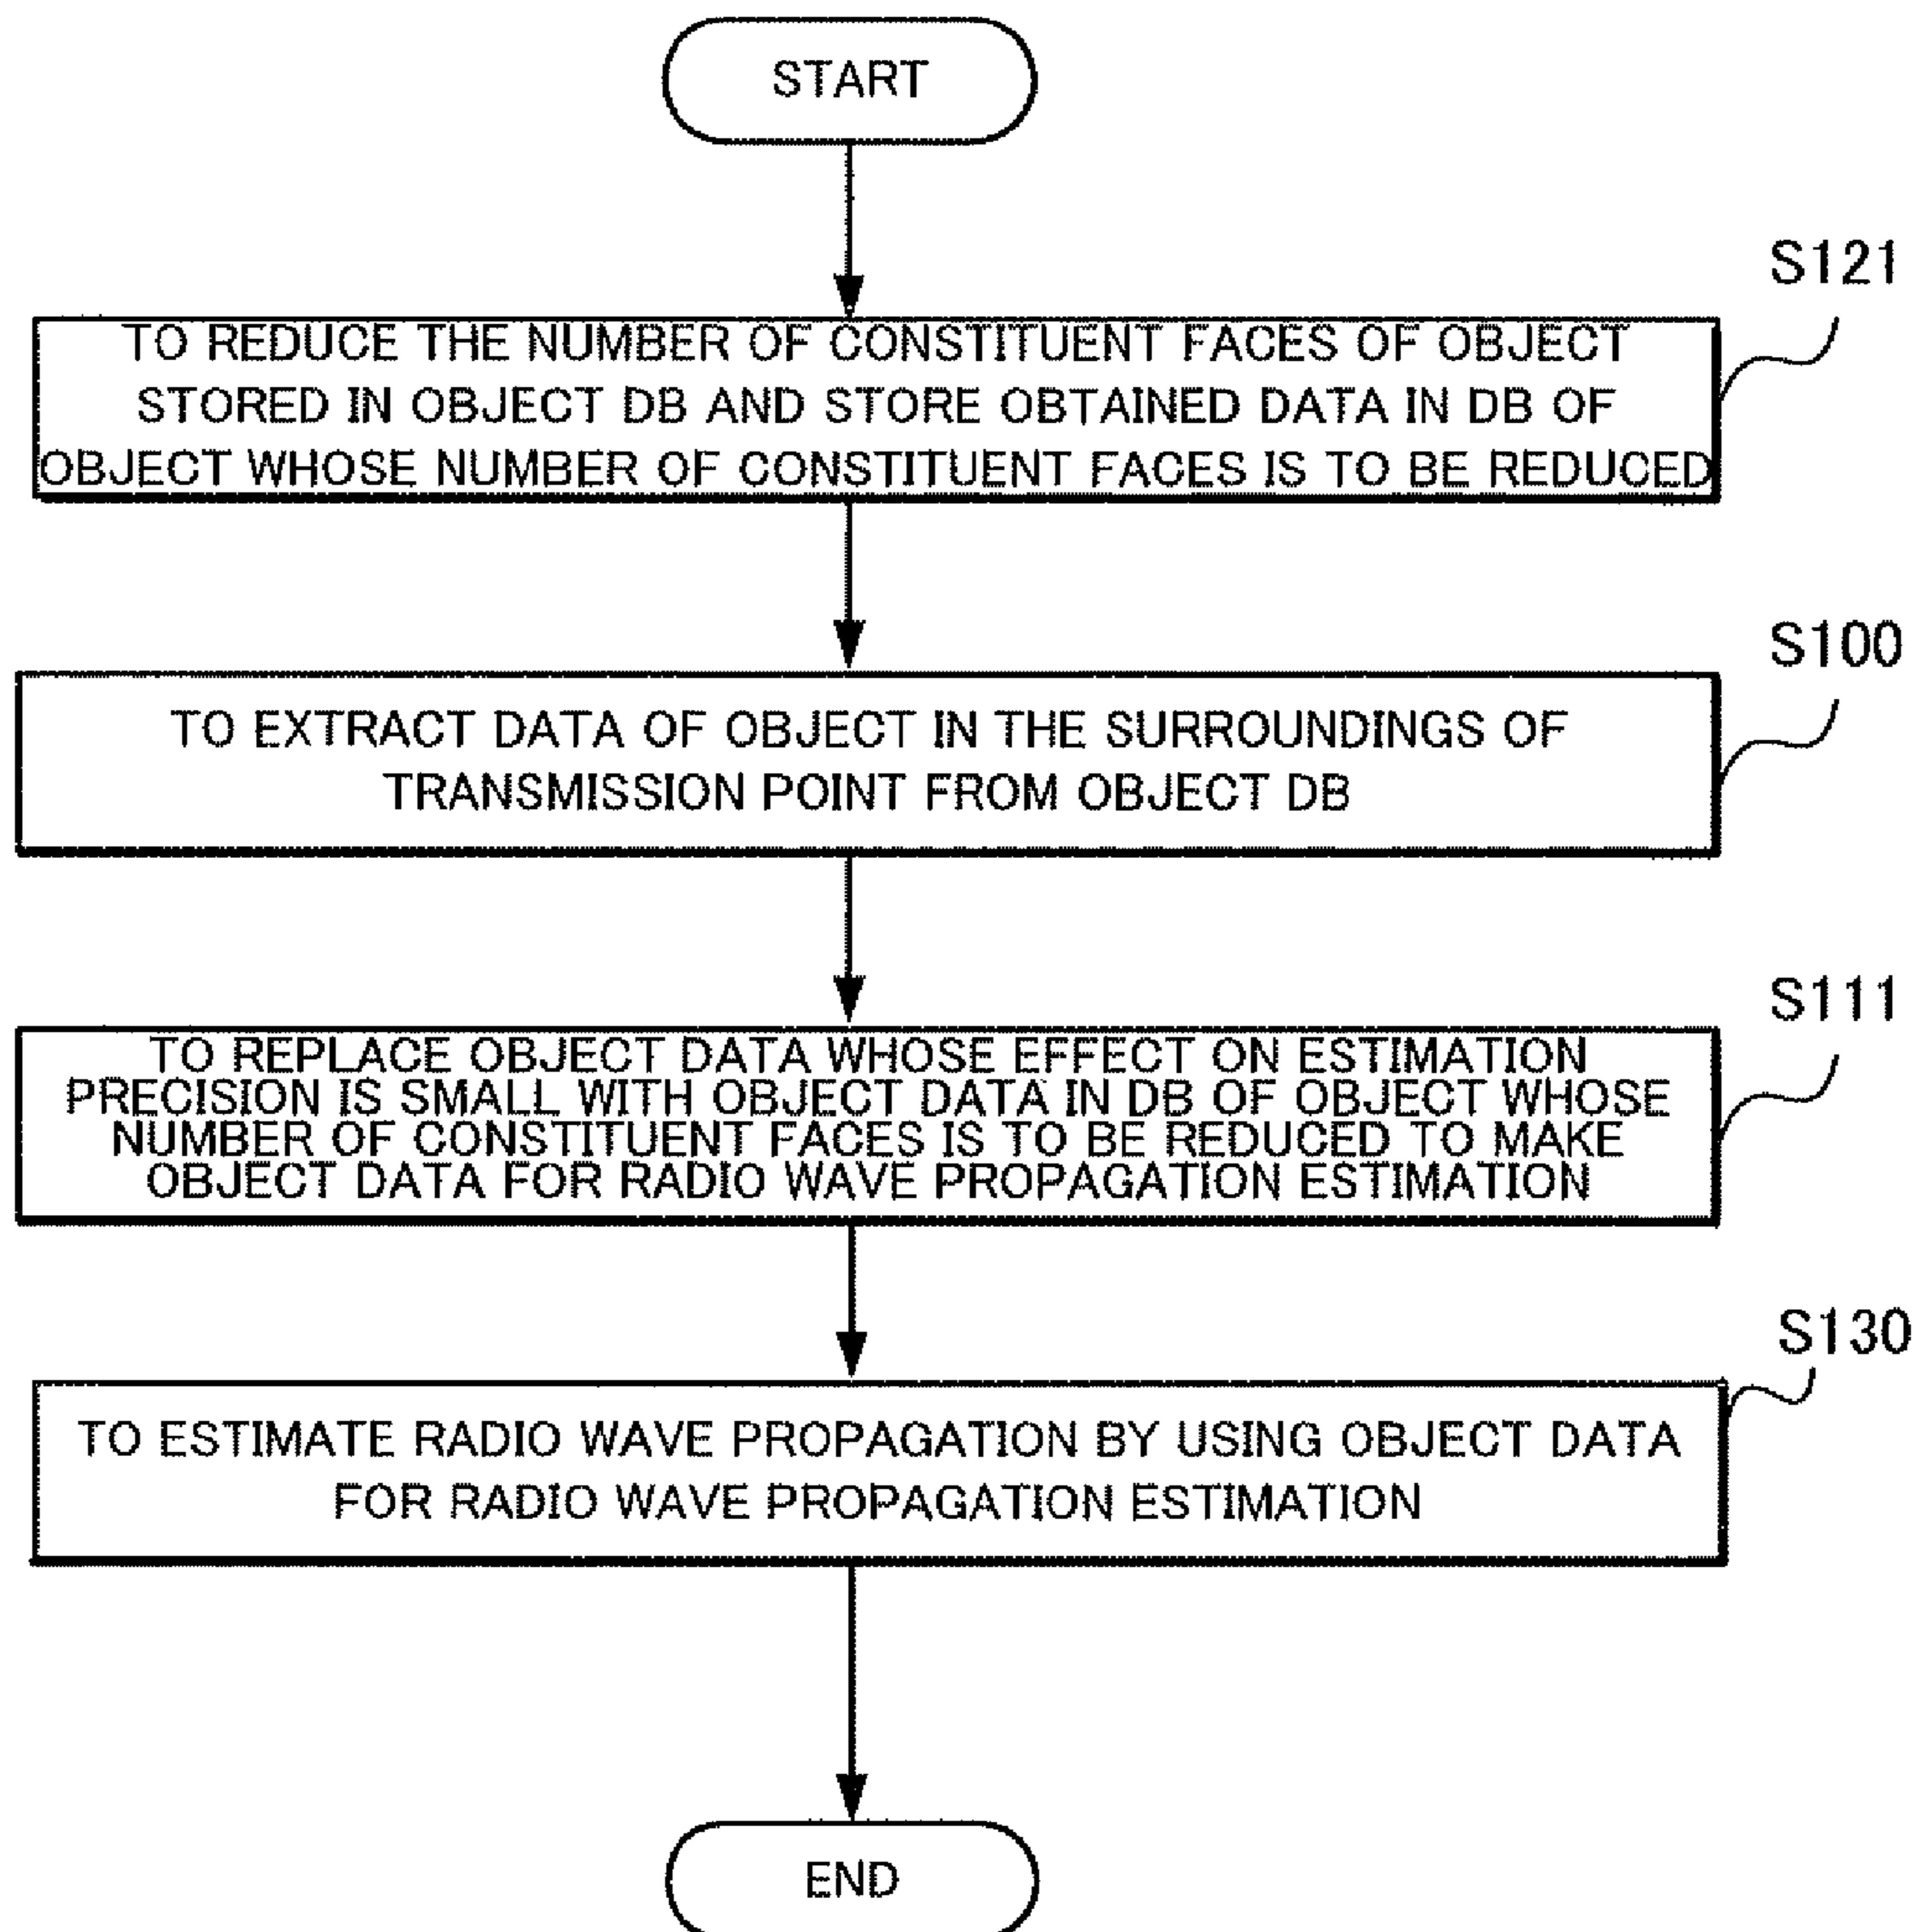 START
S121
TO REDUCE THE NUMBER OF CONSTITUENT FACES OF OBJECT
STORED IN OBJECT DB AND STORE OBTAINED DATA IN DB OF
OBJECT WHOSE NUMBER OF CONSTITUENT FACES IS TO BE REDUCED
S100
TO EXTRACT DATA OF OBJECT IN THE SURROUNDINGS OF
TRANSMISSION POINT FROM OBJECT DB
S111
TO REPLACE OBJECT DATA WHOSE EFFECT ON ESTIMATION
PRECISION IS SMALL WITH OBJECT DATA IN DB OF OBJECT WHOSE
NUMBER OF CONSTITUENT FACES IS TO BE REDUCED TO MAKE
OBJECT DATA FOR RADIO WAVE PROPAGATION ESTIMATION
S130
TO ESTIMATE RADIO WAVE PROPAGATION BY USING OBJECT DATA
FOR RADIO WAVE PROPAGATION ESTIMATION
END